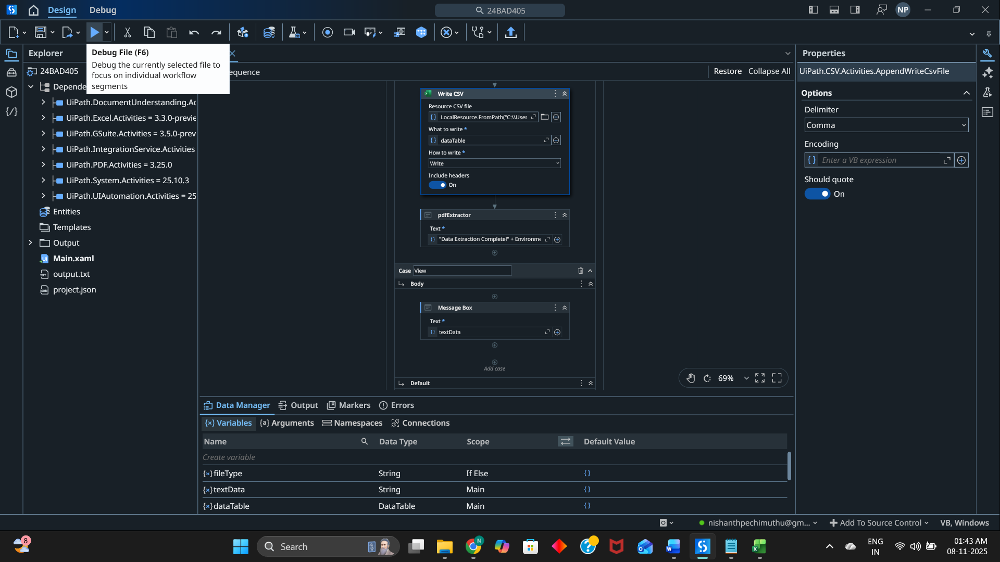 Design
Debug
24BAD405
NP
Debug File (F6)
Debug the currently selected file to
focus on individual workflow
segments
Explorer
24BAD405
Depende
UiPath.DocumentUnderstanding.Ac
UiPath.Excel.Activities = 3.3.0-previe
UiPath.GSuite.Activities = 3.5.0-prev
UiPath.IntegrationService.Activities
UiPath.PDF.Activities = 3.25.0
UiPath.System.Activities = 25.10.3
UiPath.UIAutomation.Activities = 25
Entities
Templates
Output
Main.xaml
output.txt
project.json
equence
Restore
Collapse All
Write CSV
Resource CSV file
LocalResource.FromPath("C:\\User
What to write *
dataTable
How to write *
Write
Include headers
On
pdfExtractor
Text *
"Data Extraction Complete!" + Environme
Case
View
Body
Message Box
Text *
textData
Add case
Default
69%
Properties
UiPath.CSV.Activities.AppendWriteCsvFile
Options
Delimiter
Comma
Encoding
Enter a VB expression
Should quote
On
Data Manager
Output
Markers
Errors
Variables
Arguments
Namespaces
Connections
Name
Data Type
Scope
Default Value
Create variable
fileType
String
If Else
textData
String
Main
dataTable
DataTable
Main
nishanthpechimuthu@gm...
Add To Source Control
VB, Windows
8
Search
N
ENG
IN
01:43 AM
08-11-2025